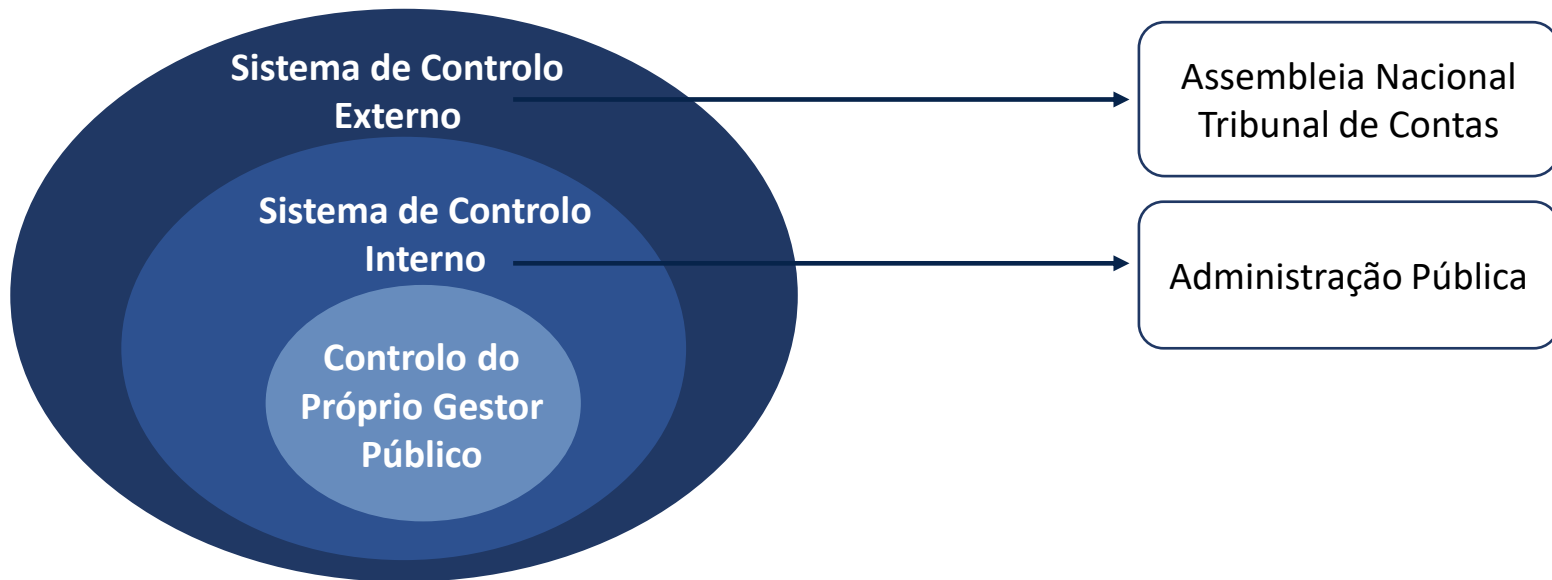 Sistema de Controlo
Externo
Assembleia Nacional
Tribunal de Contas
Sistema de Controlo
Interno
Administração Pública
Controlo do
Próprio Gestor
Público